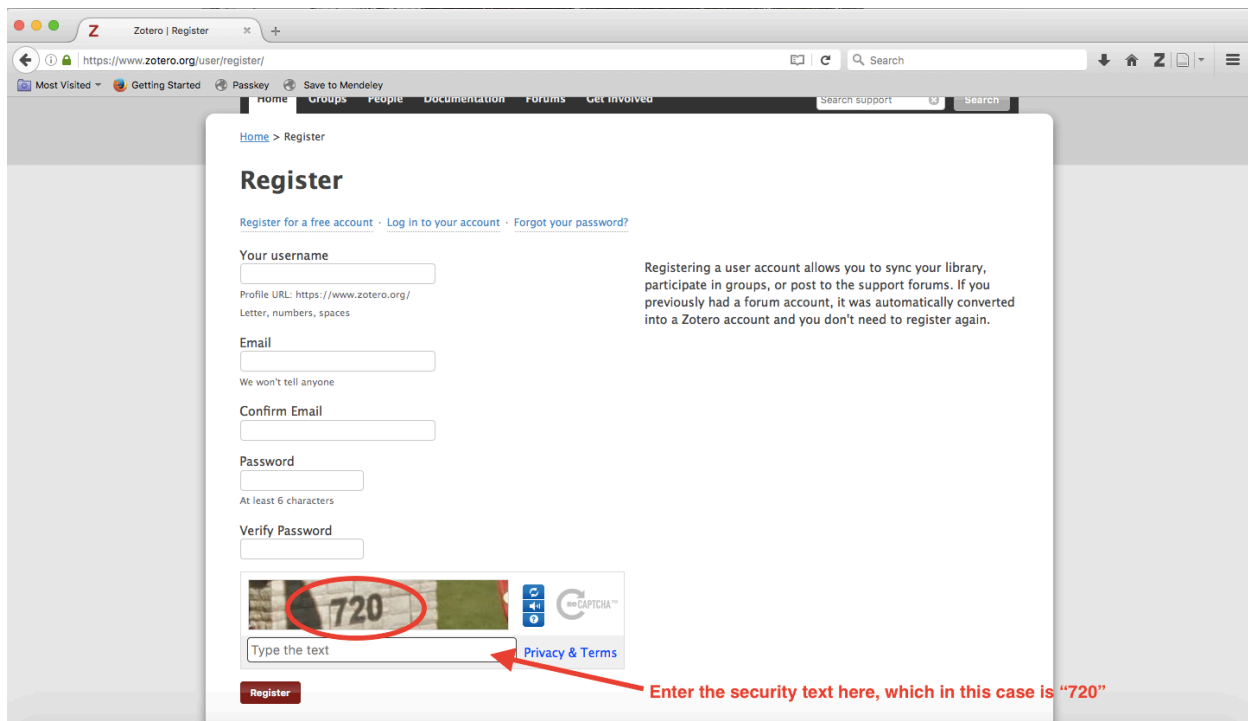 Zotero | Register
https://www.zotero.org/user/register/
Search
Most Visited Getting Started Passkey Save to Mendeley
Home Groups People Documentation Forums Get Involved Search support Search
Home > Register
Register
Register for a free account · Log in to your account · Forgot your password?
Your username
Profile URL: https://www.zotero.org/
Letter, numbers, spaces
Registering a user account allows you to sync your library,
participate in groups, or post to the support forums. If you
previously had a forum account, it was automatically converted
into a Zotero account and you don't need to register again.
Email
We won't tell anyone
Confirm Email
Password
At least 6 characters
Verify Password
720
reCAPTCHA™
Type the text
Privacy & Terms
Register
Enter the security text here, which in this case is “720”